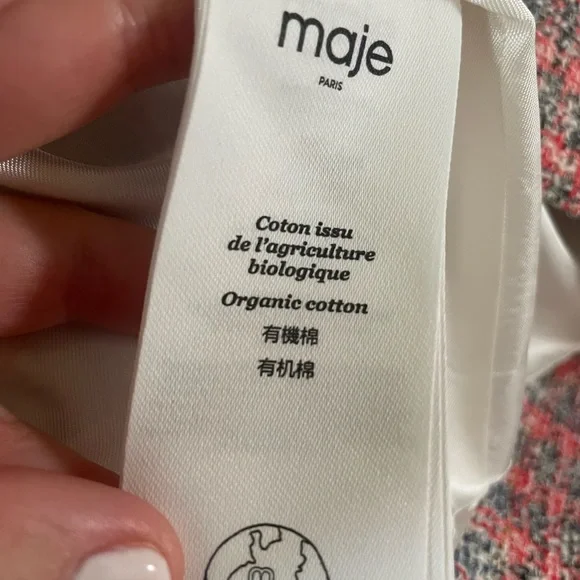 maje
PARIS
Coton issu
de l'agriculture
biologique
Organic cotton
有機棉
有机棉